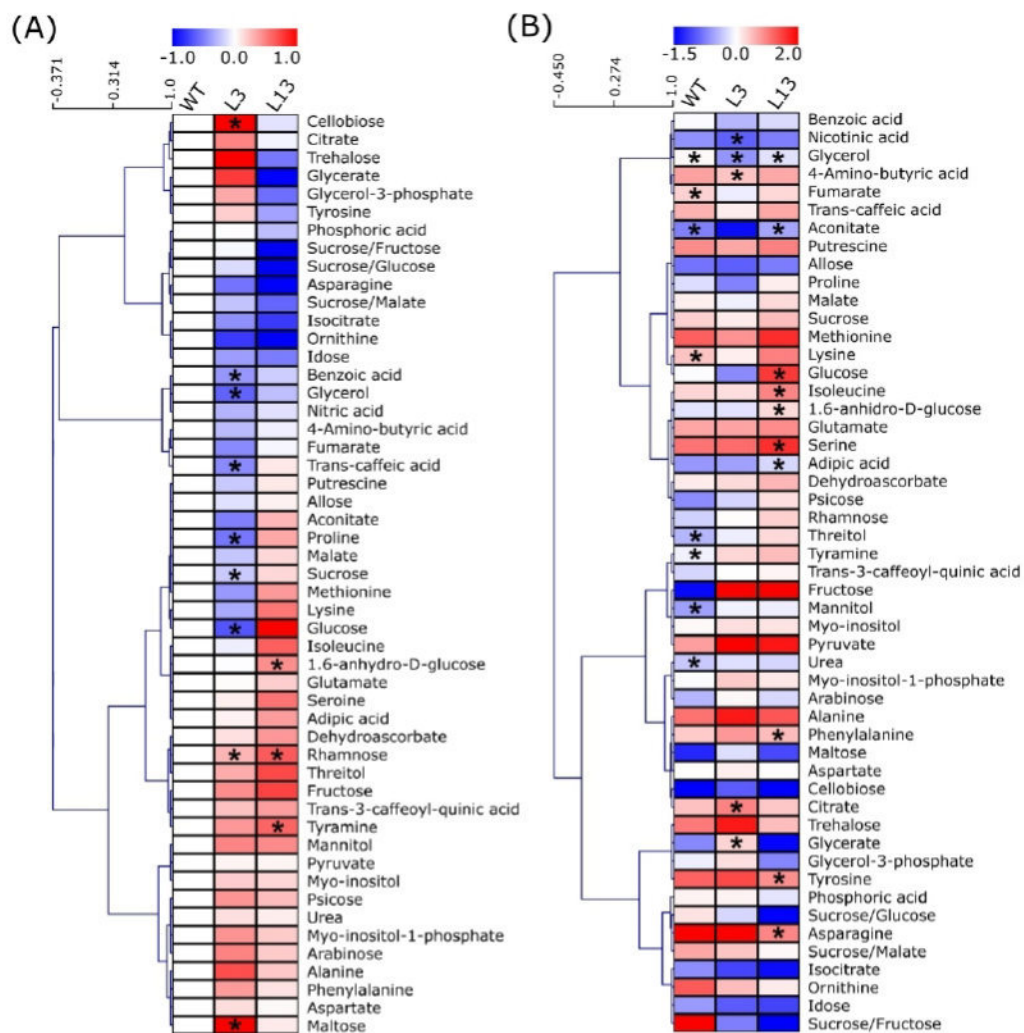 (A)
-1.0 0.0 1.0
-0.371
0.314
1.0
WT
L3
L13
Cellobiose
Citrate
Trehalose
Glycerate
Glycerol-3-phosphate
Tyrosine
Phosphoric acid
Sucrose/Fructose
Sucrose/Glucose
Asparagine
Sucrose/Malate
Isocitrate
Ornithine
Idose
Benzoic acid
Glycerol
Nitric acid
4-Amino-butyric acid
Fumarate
Trans-caffeic acid
Putrescine
Allose
Aconitate
Proline
Malate
Sucrose
Methionine
Lysine
Glucose
Isoleucine
1.6-anhydro-D-glucose
Glutamate
Seroine
Adipic acid
Dehydroascorbate
Rhamnose
Threitol
Fructose
Trans-3-caffeoyl-quinic acid
Tyramine
Mannitol
Pyruvate
Myo-inositol
Psicose
Urea
Myo-inositol-1-phosphate
Arabinose
Alanine
Phenylalanine
Aspartate
Maltose
(B)
-1.5 0.0 2.0
-0.450
0.274
1.0
WT
L3
L13
Benzoic acid
Nicotinic acid
Glycerol
4-Amino-butyric acid
Fumarate
Trans-caffeic acid
Aconitate
Putrescine
Allose
Proline
Malate
Sucrose
Methionine
Lysine
Glucose
Isoleucine
1.6-anhidro-D-glucose
Glutamate
Serine
Adipic acid
Dehydroascorbate
Psicose
Rhamnose
Threitol
Tyramine
Trans-3-caffeoyl-quinic acid
Fructose
Mannitol
Myo-inositol
Pyruvate
Urea
Myo-inositol-1-phosphate
Arabinose
Alanine
Phenylalanine
Maltose
Aspartate
Cellobiose
Citrate
Trehalose
Glycerate
Glycerol-3-phosphate
Tyrosine
Phosphoric acid
Sucrose/Glucose
Asparagine
Sucrose/Malate
Isocitrate
Ornithine
Idose
Sucrose/Fructose